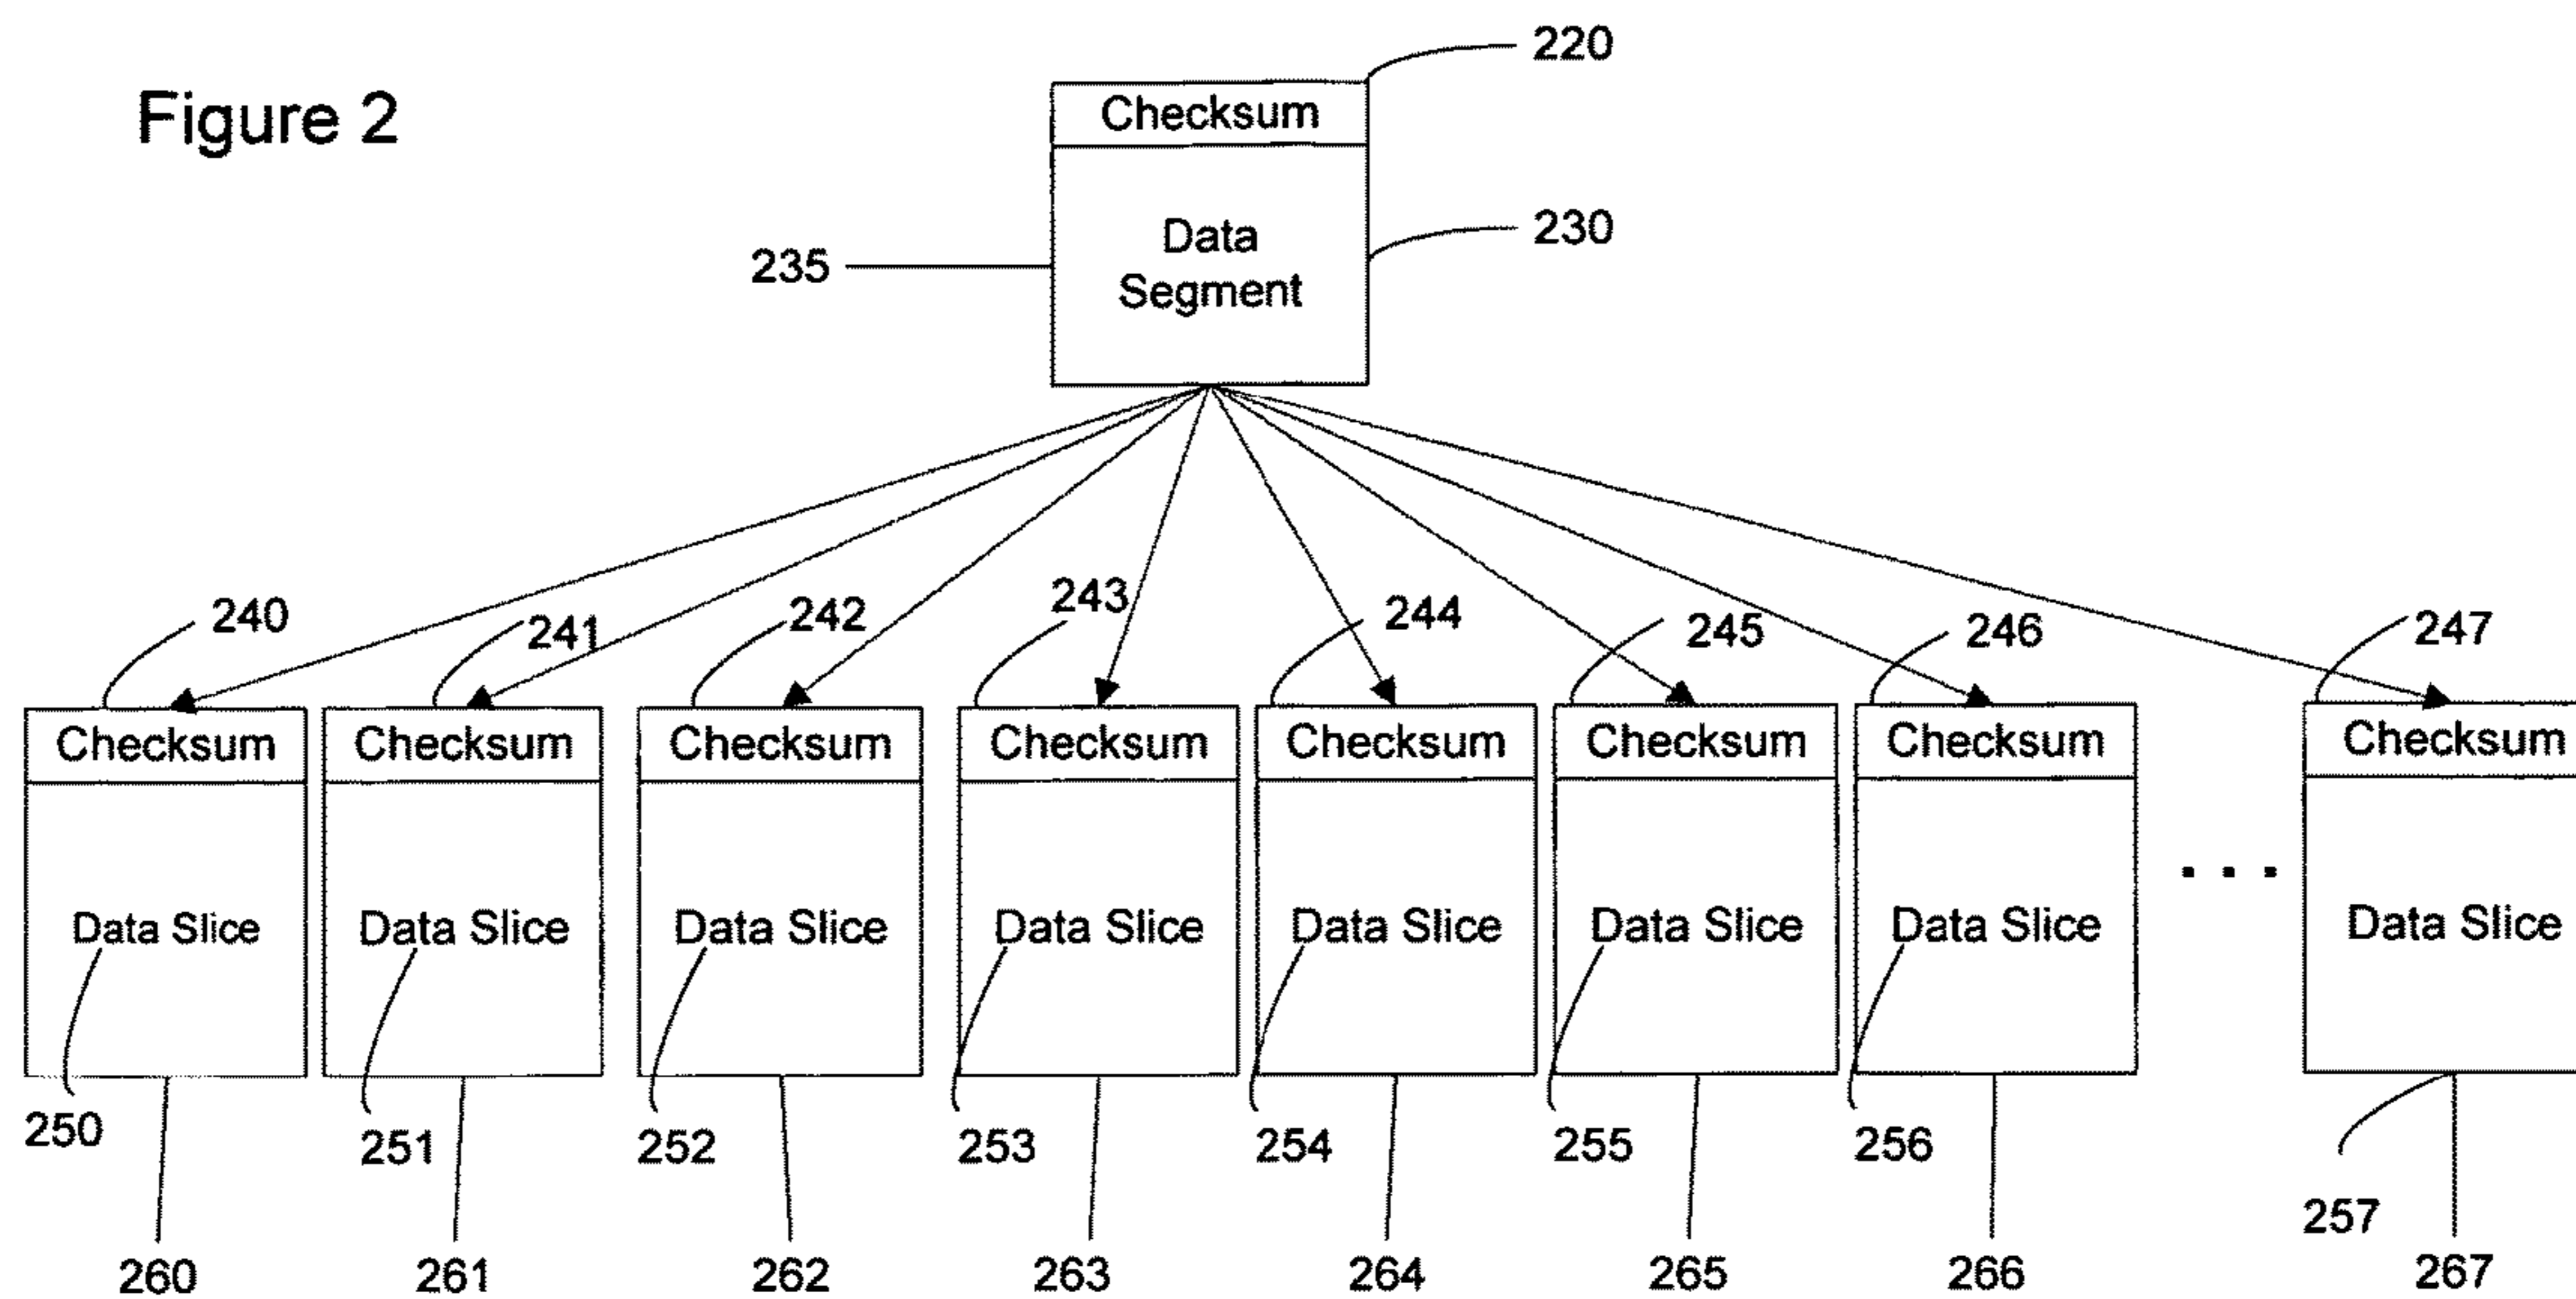 Figure 2
220
Checksum
Data
Segment
230
235
240
241
242
243
244
245
246
247
Checksum Checksum Checksum Checksum Checksum Checksum Checksum Checksum
Data Slice Data Slice Data Slice Data Slice Data Slice Data Slice Data Slice . . . Data Slice
250 251 252 253 254 255 256 257
260 261 262 263 264 265 266 267